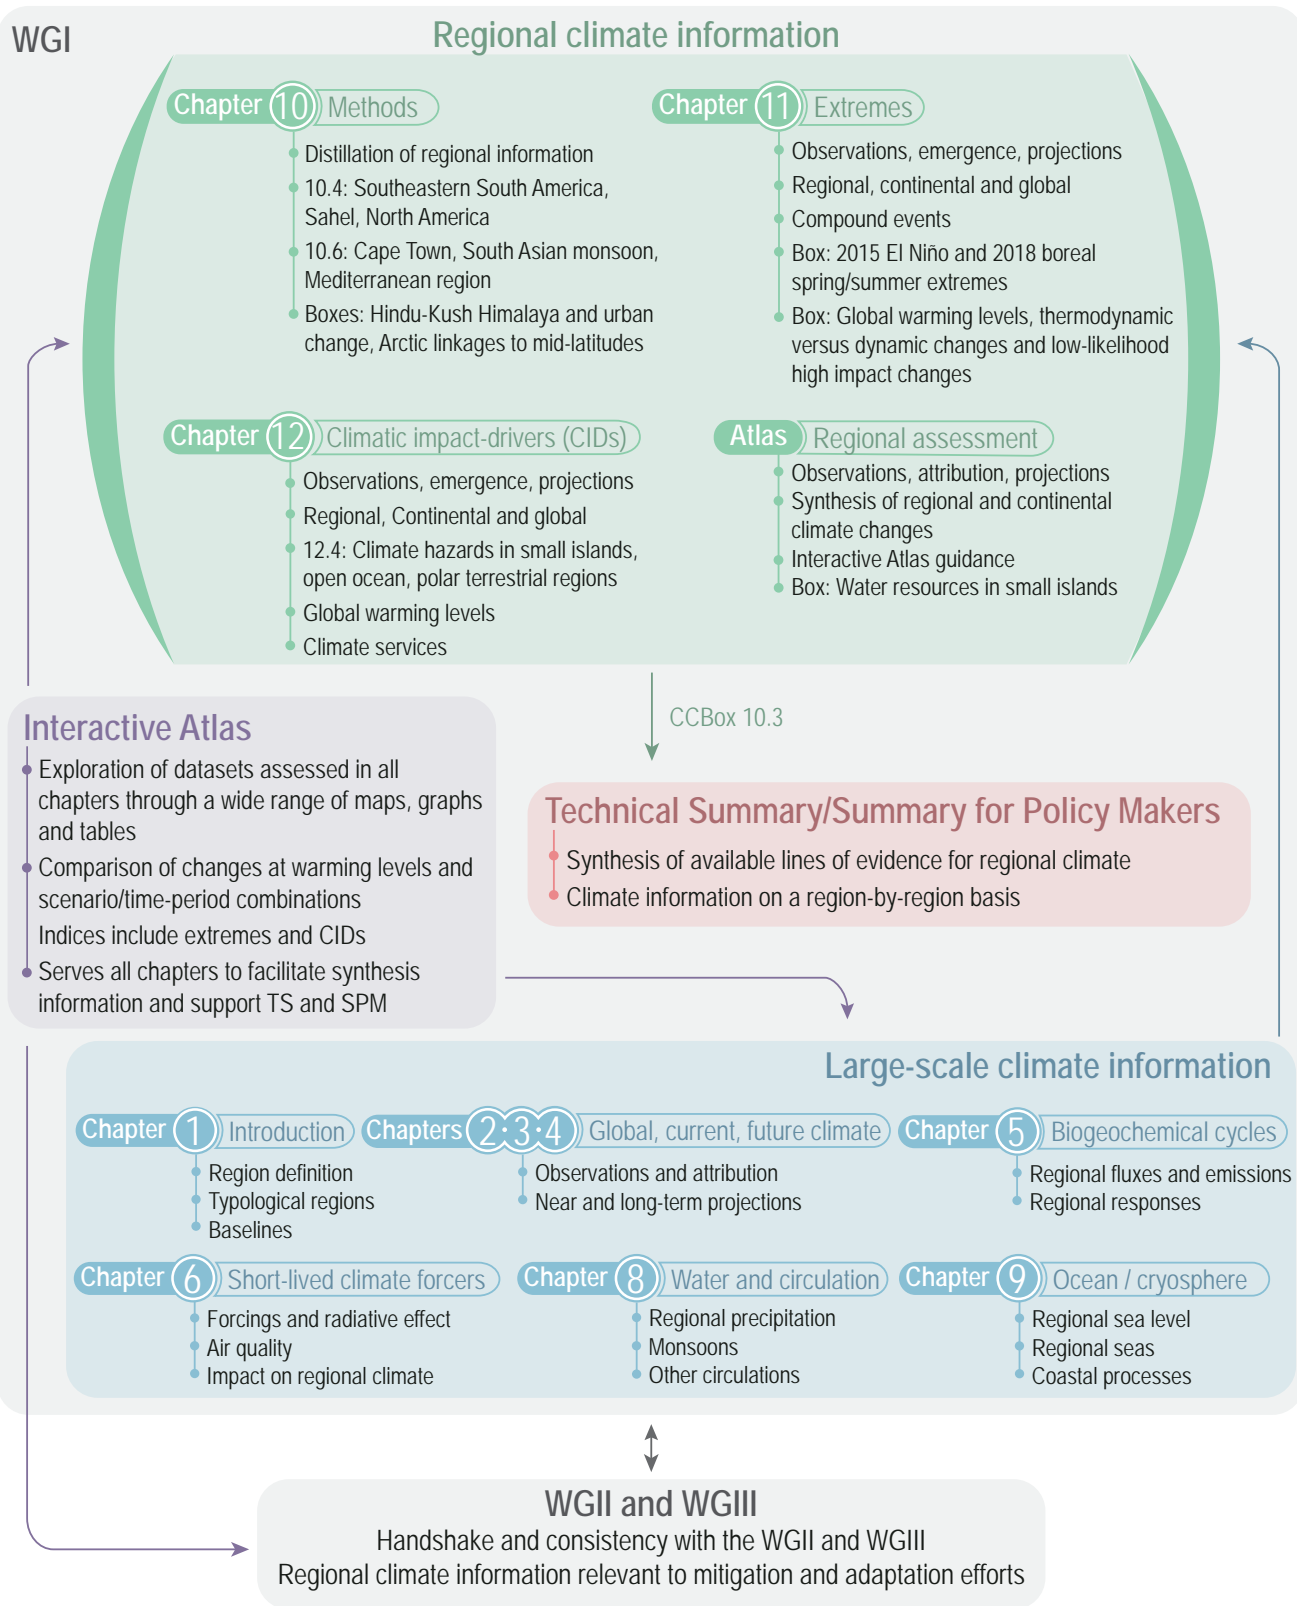 WGI
Regional climate information
Chapter 10 Methods
Distillation of regional information
10.4: Southeastern South America,
Sahel, North America
10.6: Cape Town, South Asian monsoon,
Mediterranean region
Boxes: Hindu-Kush Himalaya and urban
change, Arctic linkages to mid-latitudes
Chapter 11 Extremes
Observations, emergence, projections
Regional, continental and global
Compound events
Box: 2015 El Niño and 2018 boreal
spring/summer extremes
Box: Global warming levels, thermodynamic
versus dynamic changes and low-likelihood
high impact changes
Chapter 12 Climatic impact-drivers (CIDs)
Observations, emergence, projections
Regional, Continental and global
12.4: Climate hazards in small islands,
open ocean, polar terrestrial regions
Global warming levels
Climate services
Atlas Regional assessment
Observations, attribution, projections
Synthesis of regional and continental
climate changes
Interactive Atlas guidance
Box: Water resources in small islands
CCBox 10.3
Interactive Atlas
Exploration of datasets assessed in all
chapters through a wide range of maps, graphs
and tables
Comparison of changes at warming levels and
scenario/time-period combinations
Indices include extremes and CIDs
Serves all chapters to facilitate synthesis
information and support TS and SPM
Technical Summary/Summary for Policy Makers
Synthesis of available lines of evidence for regional climate
Climate information on a region-by-region basis
Large-scale climate information
Chapter 1 Introduction
Region definition
Typological regions
Baselines
Chapters 2·3·4 Global, current, future climate
Observations and attribution
Near and long-term projections
Chapter 5 Biogeochemical cycles
Regional fluxes and emissions
Regional responses
Chapter 6 Short-lived climate forcers
Forcings and radiative effect
Air quality
Impact on regional climate
Chapter 8 Water and circulation
Regional precipitation
Monsoons
Other circulations
Chapter 9 Ocean / cryosphere
Regional sea level
Regional seas
Coastal processes
WGII and WGIII
Handshake and consistency with the WGII and WGIII
Regional climate information relevant to mitigation and adaptation efforts